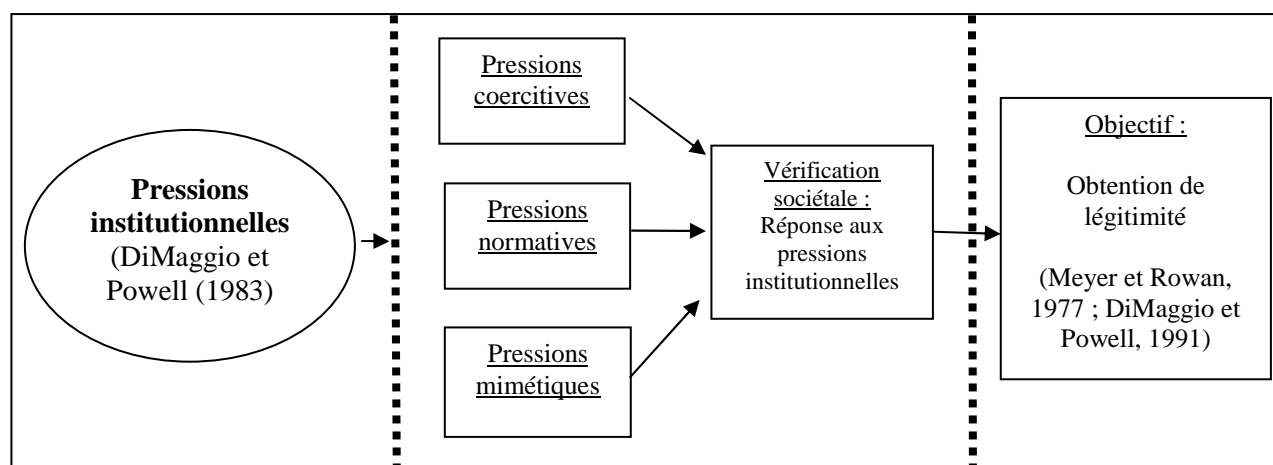 Pressions
institutionnelles
(DiMaggio et
Powell (1983)
Pressions
coercitives
Pressions
normatives
Pressions
mimétiques
Vérification
sociétale :
Réponse aux
pressions
institutionnelles
Objectif :
Obtention de
légitimité
(Meyer et Rowan,
1977 ; DiMaggio et
Powell, 1991)